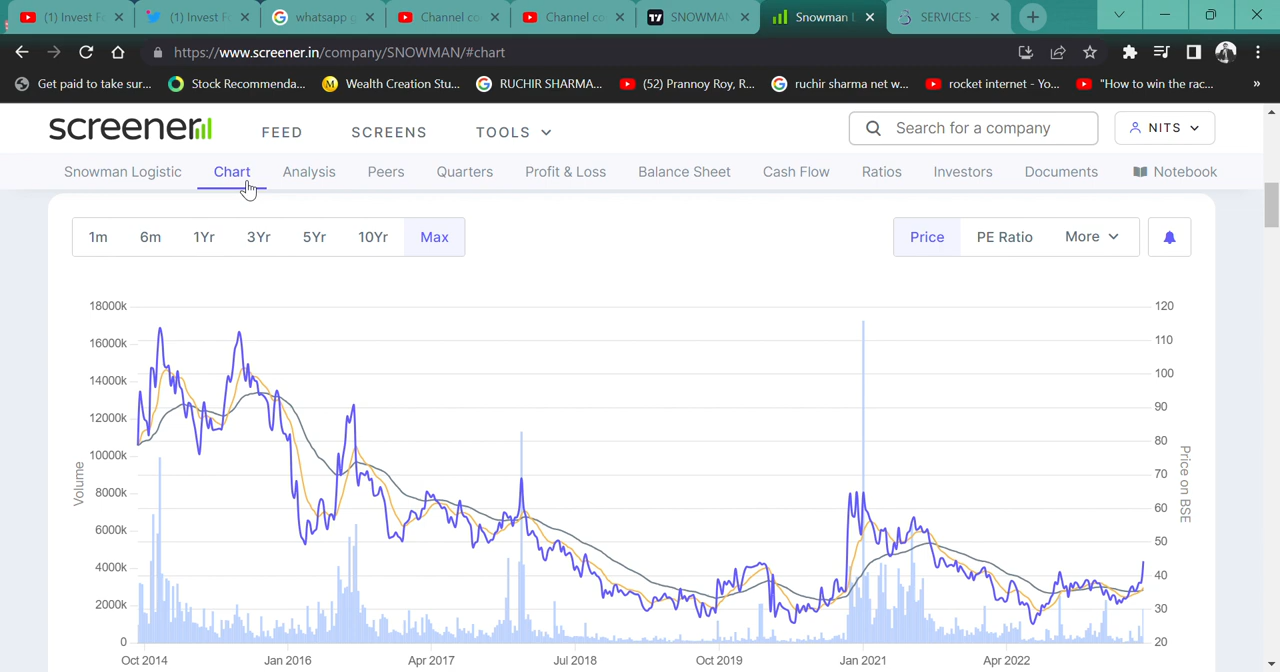 (1) Invest F
(1) Invest F
whatsapp g
Channel co
Channel co
SNOWMAN
Snowman L
SERVICES -
https://www.screener.in/company/SNOWMAN/#chart
Get paid to take sur...
Stock Recommenda...
Wealth Creation Stu...
RUCHIR SHARMA...
(52) Prannoy Roy, R...
ruchir sharma net w...
rocket internet - Yo...
"How to win the rac...
»
screener
FEED
SCREENS
TOOLS
Search for a company
NITS
Snowman Logistic
Chart
Analysis
Peers
Quarters
Profit & Loss
Balance Sheet
Cash Flow
Ratios
Investors
Documents
Notebook
1m
6m
1Yr
3Yr
5Yr
10Yr
Max
Price
PE Ratio
More
18000k
16000k
14000k
12000k
10000k
8000k
6000k
4000k
2000k
0
Volume
120
110
100
90
80
70
60
50
40
30
20
Price on BSE
Oct 2014
Jan 2016
Apr 2017
Jul 2018
Oct 2019
Jan 2021
Apr 2022